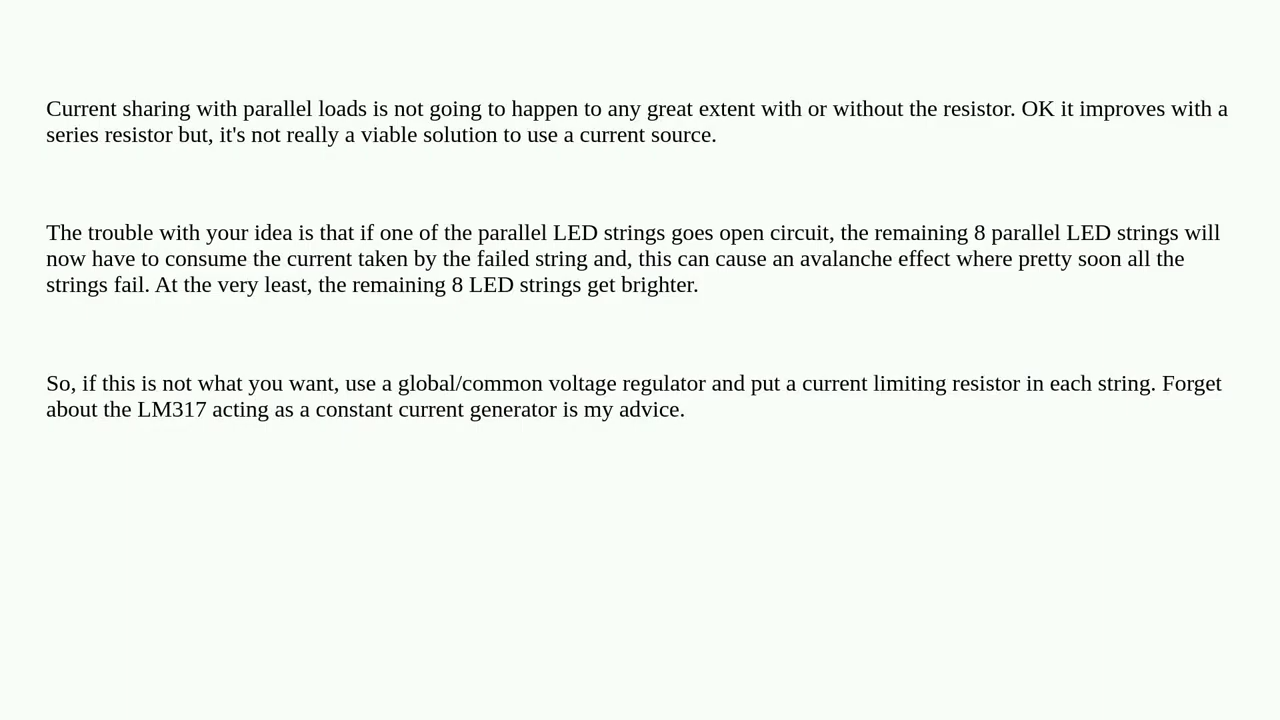 Current sharing with parallel loads is not going to happen to any great extent with or without the resistor. OK it improves with a
series resistor but, it's not really a viable solution to use a current source.
The trouble with your idea is that if one of the parallel LED strings goes open circuit, the remaining 8 parallel LED strings will
now have to consume the current taken by the failed string and, this can cause an avalanche effect where pretty soon all the
strings fail. At the very least, the remaining 8 LED strings get brighter.
So, if this is not what you want, use a global/common voltage regulator and put a current limiting resistor in each string. Forget
about the LM317 acting as a constant current generator is my advice.